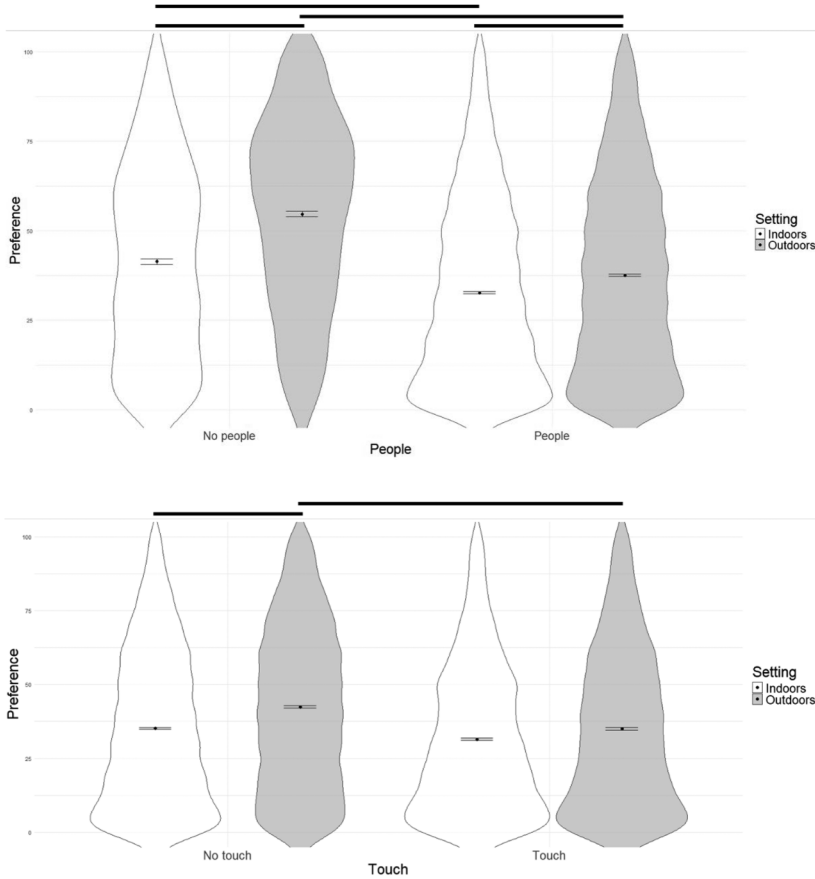 100
75
50
25
0
Preference
No people
People
People
Setting
Indoors
Outdoors
100
75
50
25
0
Preference
No touch
Touch
Touch
Setting
Indoors
Outdoors